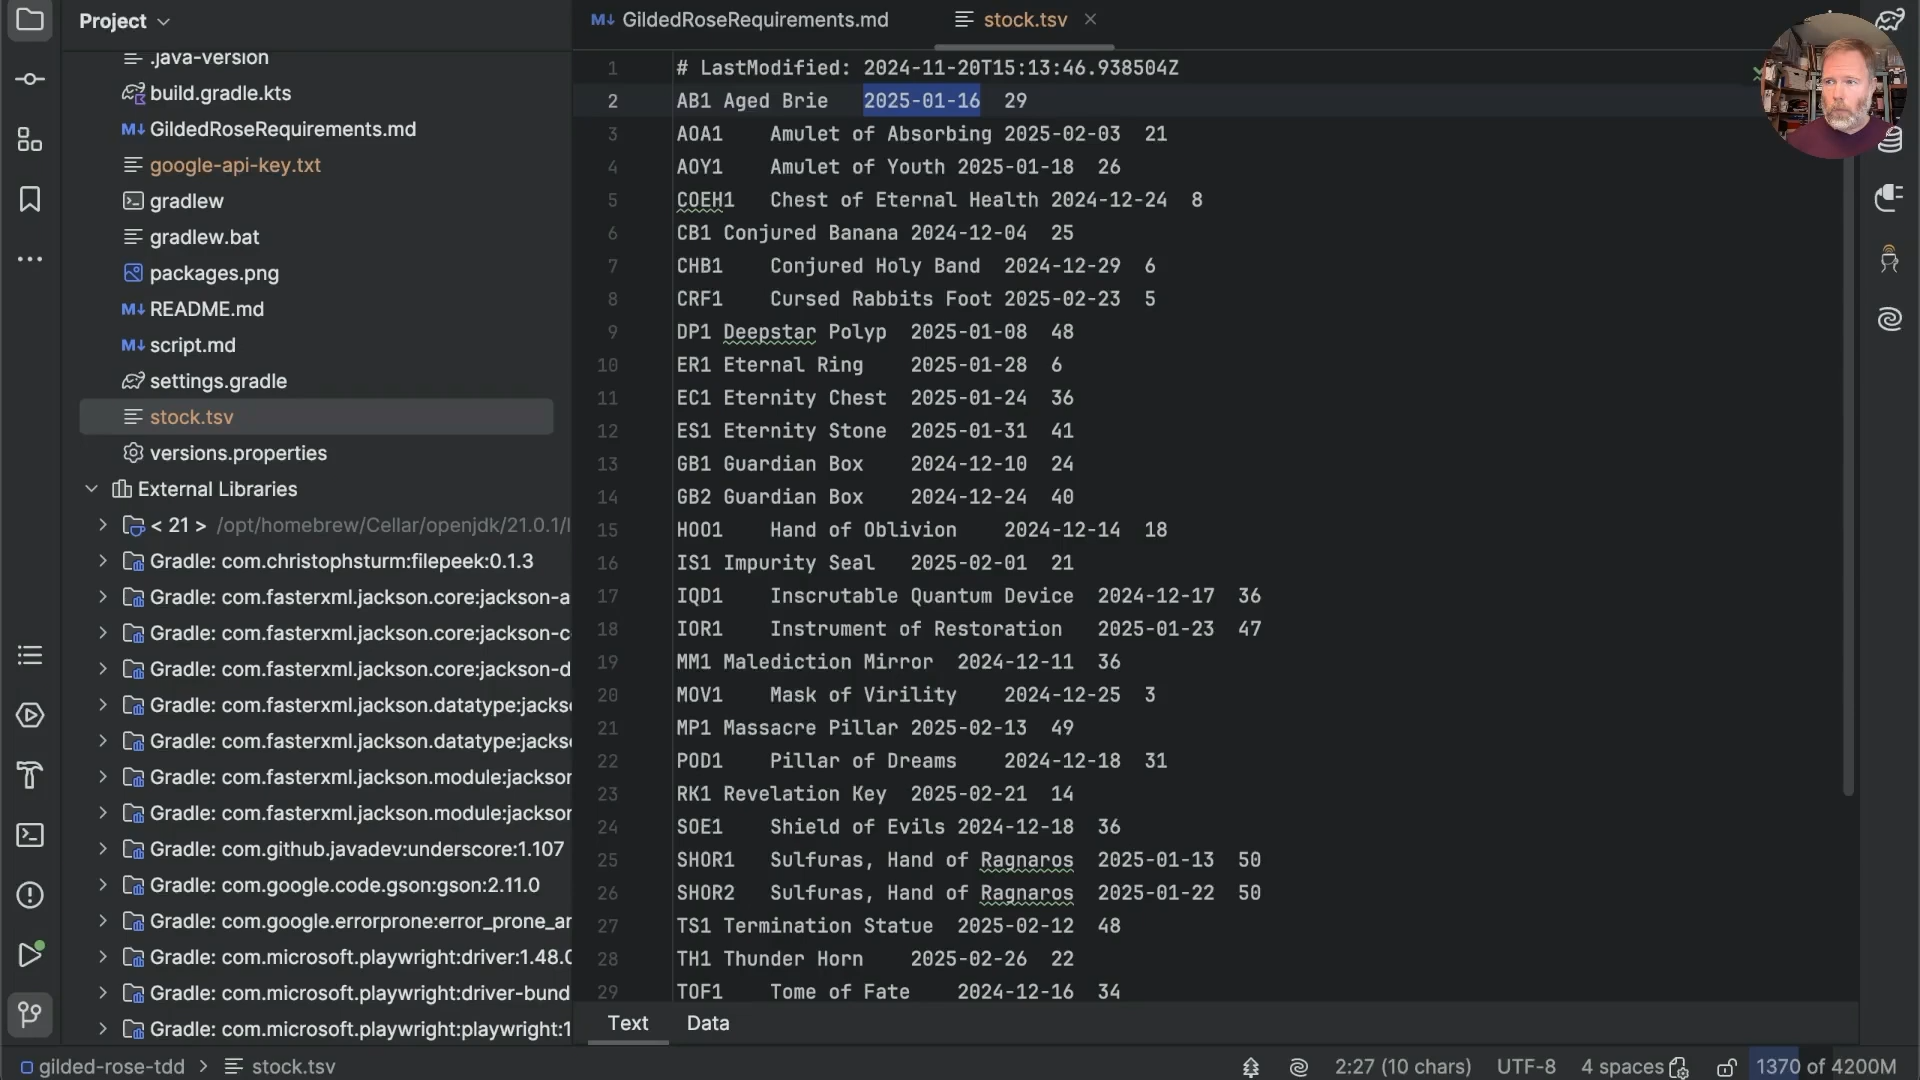 Project
GildedRoseRequirements.md
stock.tsv
.java-version
build.gradle.kts
GildedRoseRequirements.md
google-api-key.txt
gradlew
gradlew.bat
packages.png
README.md
script.md
settings.gradle
stock.tsv
versions.properties
External Libraries
< 21 > /opt/homebrew/Cellar/openjdk/21.0.1/l
Gradle: com.christophsturm:filepeek:0.1.3
Gradle: com.fasterxml.jackson.core:jackson-a
Gradle: com.fasterxml.jackson.core:jackson-c
Gradle: com.fasterxml.jackson.core:jackson-d
Gradle: com.fasterxml.jackson.datatype:jackso
Gradle: com.fasterxml.jackson.datatype:jackso
Gradle: com.fasterxml.jackson.module:jackson
Gradle: com.fasterxml.jackson.module:jackson
Gradle: com.github.javadev:underscore:1.107
Gradle: com.google.code.gson:gson:2.11.0
Gradle: com.google.errorprone:error_prone_an
Gradle: com.microsoft.playwright:driver:1.48.0
Gradle: com.microsoft.playwright:driver-bund
Gradle: com.microsoft.playwright:playwright:1
1 # LastModified: 2024-11-20T15:13:46.938504Z
2 AB1 Aged Brie 2025-01-16 29
3 AOA1 Amulet of Absorbing 2025-02-03 21
4 AOY1 Amulet of Youth 2025-01-18 26
5 COEH1 Chest of Eternal Health 2024-12-24 8
6 CB1 Conjured Banana 2024-12-04 25
7 CHB1 Conjured Holy Band 2024-12-29 6
8 CRF1 Cursed Rabbits Foot 2025-02-23 5
9 DP1 Deepstar Polyp 2025-01-08 48
10 ER1 Eternal Ring 2025-01-28 6
11 EC1 Eternity Chest 2025-01-24 36
12 ES1 Eternity Stone 2025-01-31 41
13 GB1 Guardian Box 2024-12-10 24
14 GB2 Guardian Box 2024-12-24 40
15 HOO1 Hand of Oblivion 2024-12-14 18
16 IS1 Impurity Seal 2025-02-01 21
17 IQD1 Inscrutable Quantum Device 2024-12-17 36
18 IOR1 Instrument of Restoration 2025-01-23 47
19 MM1 Malediction Mirror 2024-12-11 36
20 MOV1 Mask of Virility 2024-12-25 3
21 MP1 Massacre Pillar 2025-02-13 49
22 POD1 Pillar of Dreams 2024-12-18 31
23 RK1 Revelation Key 2025-02-21 14
24 SOE1 Shield of Evils 2024-12-18 36
25 SHOR1 Sulfuras, Hand of Ragnaros 2025-01-13 50
26 SHOR2 Sulfuras, Hand of Ragnaros 2025-01-22 50
27 TS1 Termination Statue 2025-02-12 48
28 TH1 Thunder Horn 2025-02-26 22
29 TOF1 Tome of Fate 2024-12-16 34
Text Data
gilded-rose-tdd > stock.tsv
2:27 (10 chars) UTF-8 4 spaces 1370 of 4200M